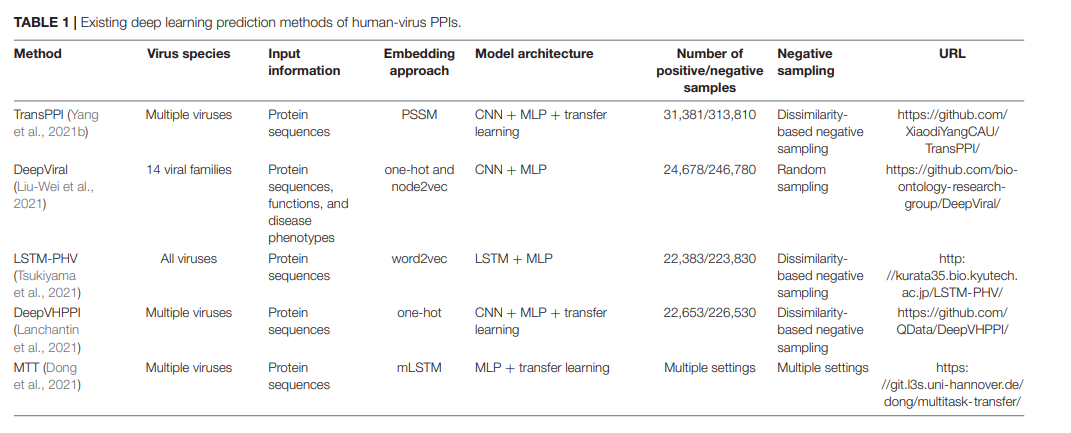 TABLE 1 | Existing deep learning prediction methods of human-virus PPIs.
Method Virus species Input information Embedding approach Model architecture Number of positive/negative samples Negative sampling URL
TransPPI (Yang et al., 2021b) Multiple viruses Protein sequences PSSM CNN + MLP + transfer learning 31,381/313,810 Dissimilarity-based negative sampling https://github.com/XiaodiYangCAU/TransPPI/
DeepViral (Liu-Wei et al., 2021) 14 viral families Protein sequences, functions, and disease phenotypes one-hot and node2vec CNN + MLP 24,678/246,780 Random sampling https://github.com/bio-ontology-research-group/DeepViral/
LSTM-PHV (Tsukiyama et al., 2021) All viruses Protein sequences word2vec LSTM + MLP 22,383/223,830 Dissimilarity-based negative sampling http://kurata35.bio.kyutech.ac.jp/LSTM-PHV/
DeepVHPPI (Lanchantin et al., 2021) Multiple viruses Protein sequences one-hot CNN + MLP + transfer learning 22,653/226,530 Dissimilarity-based negative sampling https://github.com/QData/DeepVHPPI/
MTT (Dong et al., 2021) Multiple viruses Protein sequences mLSTM MLP + transfer learning Multiple settings Multiple settings https://git.l3s.uni-hannover.de/dong/multitask-transfer/